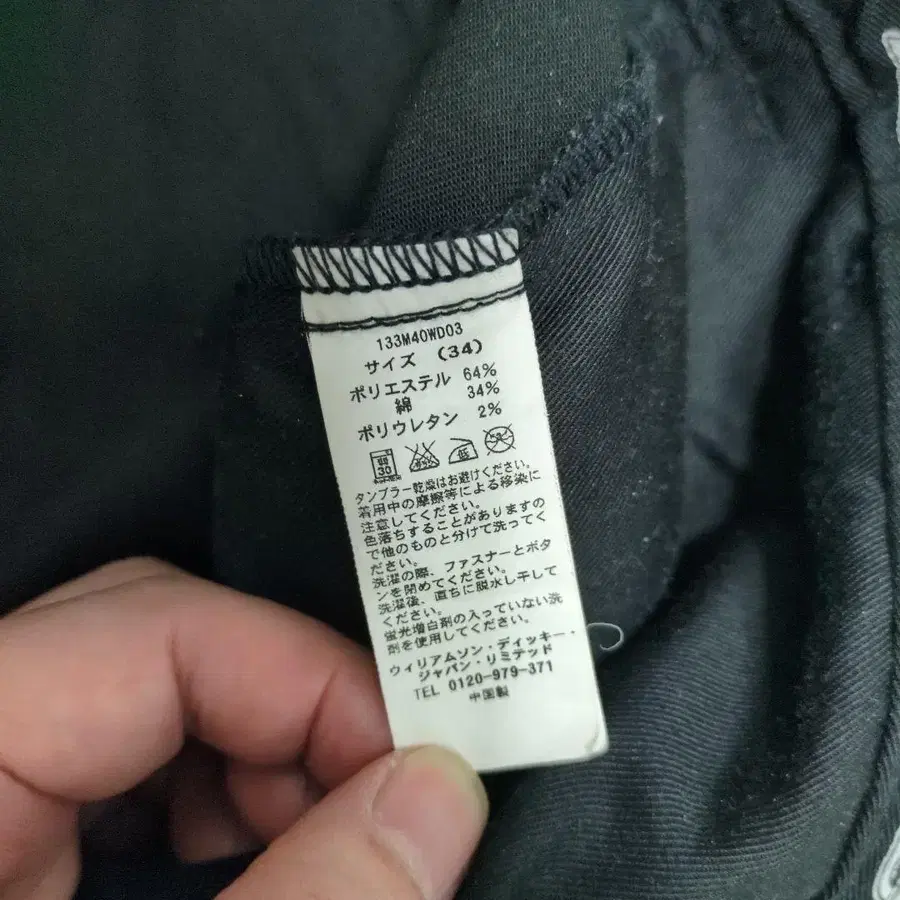 133M40WD03
サイズ (34)
ポリエステル 64%
綿 34%
ポリウレタン 2%
30 低
タンブラー乾燥はお避けください。
着用中の摩擦等による移染に
注意してください。
色落ちすることがありますの
で他のものと分けて洗ってく
ださい。
洗濯の際、ファスナーとボタ
ンを閉めてください。
洗濯後、直ちに脱水し干して
ください。
蛍光増白剤の入っていない洗
剤を使用してください。
ウィリアムソン・ディッキー・
ジャパン・リミテッド
TEL 0120-979-371
中国製